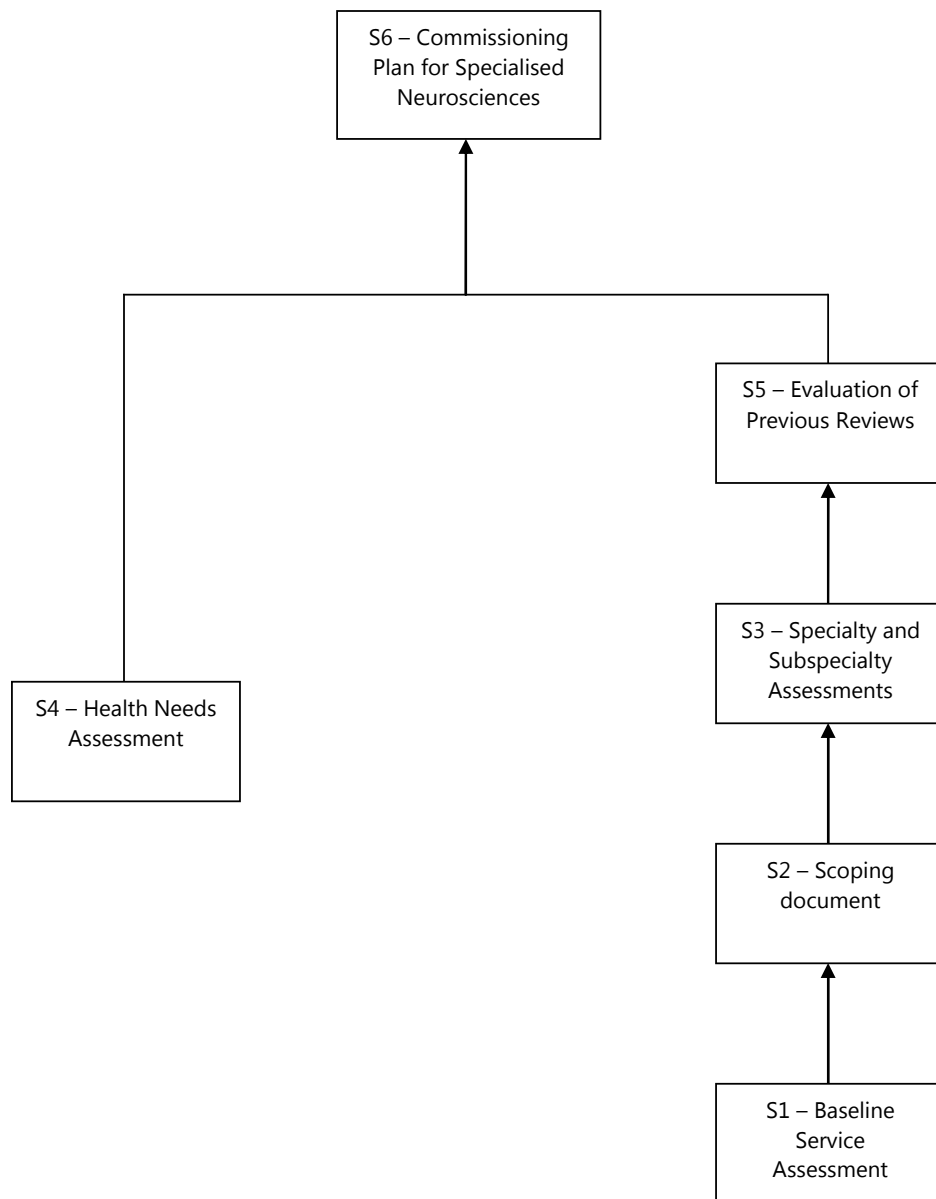 S6 – Commissioning
Plan for Specialised
Neurosciences
S5 – Evaluation of
Previous Reviews
S3 – Specialty and
Subspecialty
Assessments
S4 – Health Needs
Assessment
S2 – Scoping
document
S1 – Baseline
Service
Assessment